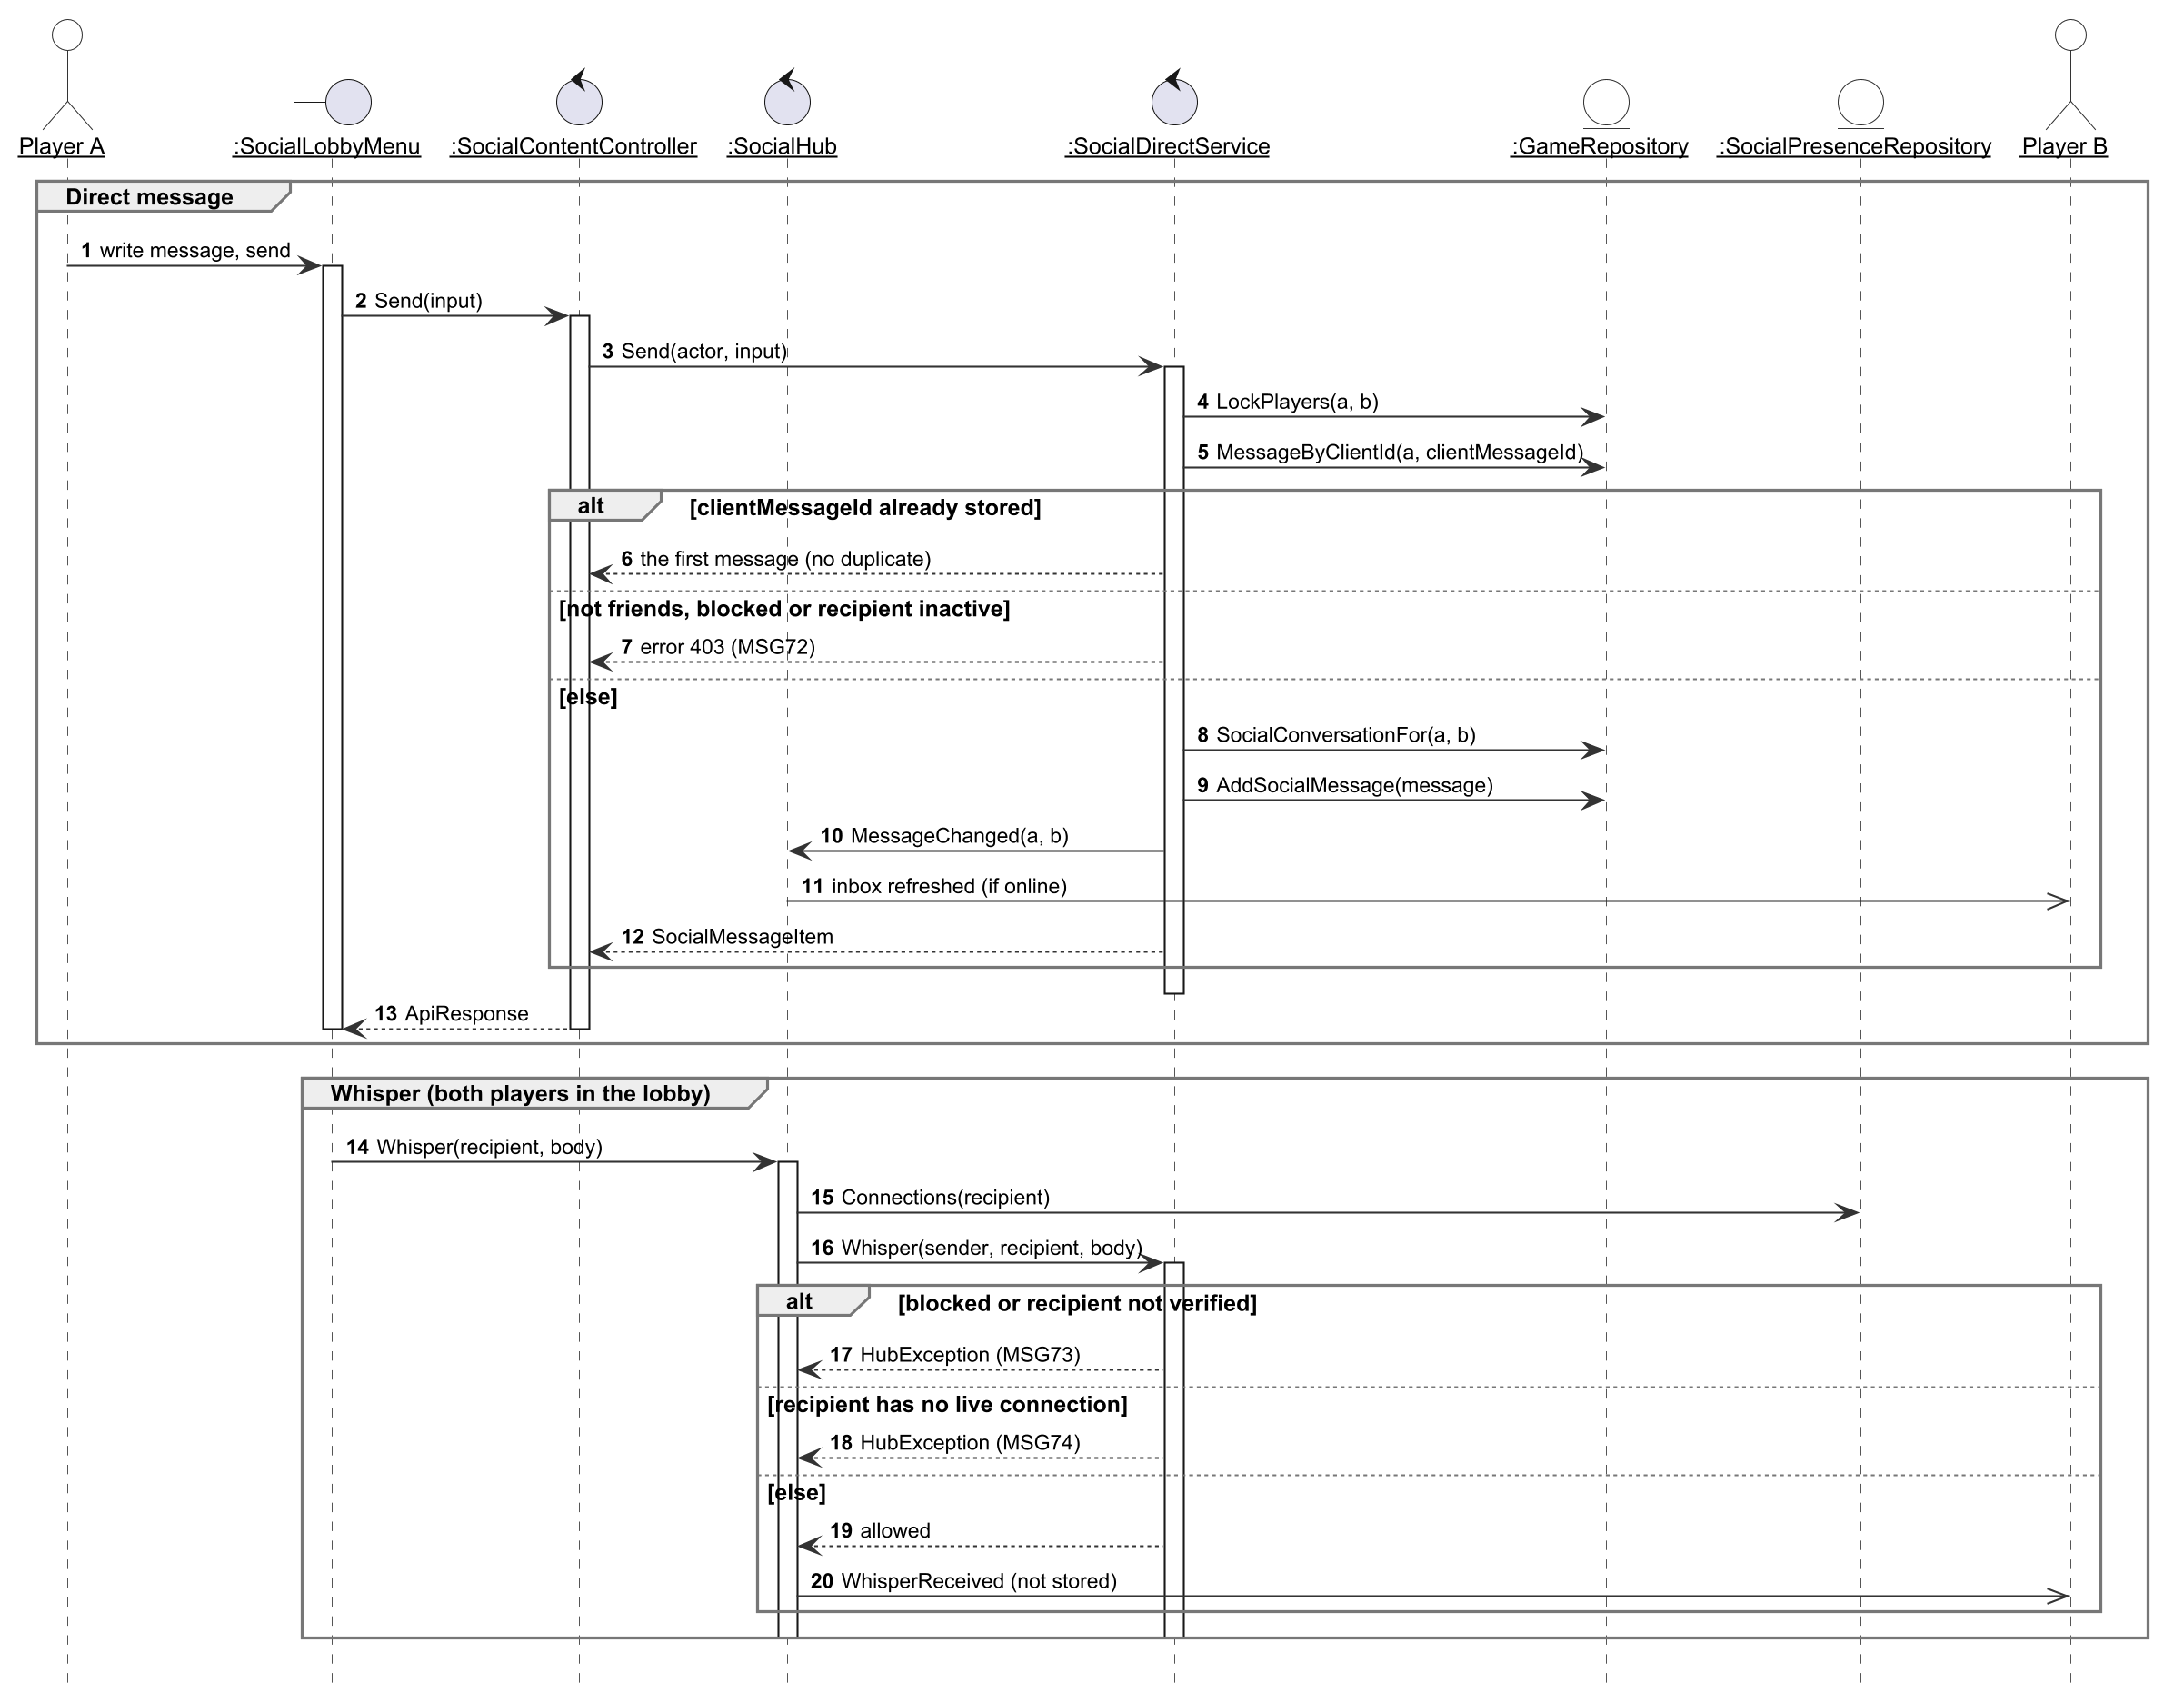 Player A
:SocialLobbyMenu
:SocialContentController
:SocialHub
:SocialDirectService
:GameRepository
:SocialPresenceRepository
Player B
Direct message
1 write message, send
2 Send(input)
3 Send(actor, input)
4 LockPlayers(a, b)
5 MessageByClientId(a, clientMessageId)
alt [clientMessageId already stored]
6 the first message (no duplicate)
[not friends, blocked or recipient inactive]
7 error 403 (MSG72)
[else]
8 SocialConversationFor(a, b)
9 AddSocialMessage(message)
10 MessageChanged(a, b)
11 inbox refreshed (if online)
12 SocialMessageItem
13 ApiResponse
Whisper (both players in the lobby)
14 Whisper(recipient, body)
15 Connections(recipient)
16 Whisper(sender, recipient, body)
alt [blocked or recipient not verified]
17 HubException (MSG73)
[recipient has no live connection]
18 HubException (MSG74)
[else]
19 allowed
20 WhisperReceived (not stored)